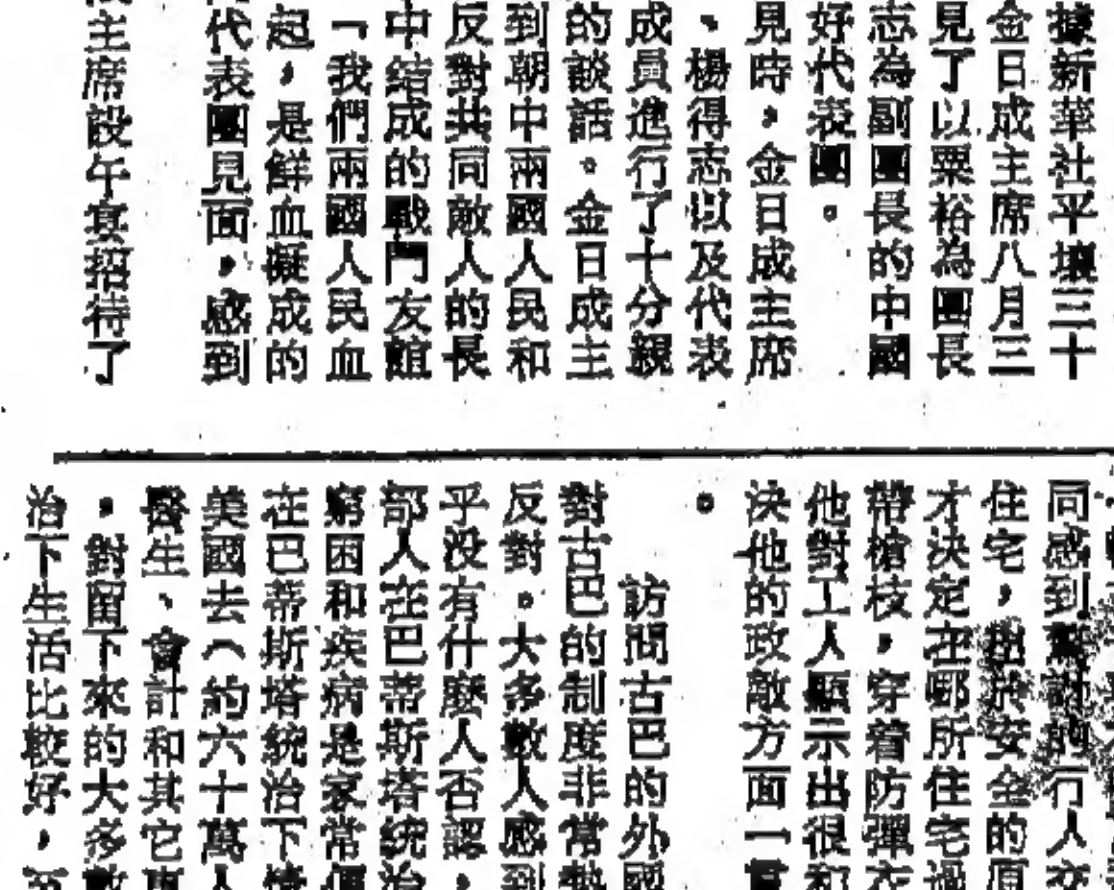 據新華社平壤三十
金日成主席八月三
見了以粟裕為團長
志為副團長的中國
好代表團。
見時，金日成主席
、楊得志以及代表
成員進行了十分親
的談話。金日成主
到朝中兩國人民和
反對共同敵人的長
中结成的戰鬥友誼
「我們兩國人民血
起，是鮮血凝成的
代表團見面，感到
主席設午宴招待了
同感到驚訝的行人交
住宅，出於安全的原
才決定在哪所住宅過
帶槍枝，穿着防彈衣
他對工人顯示出很和
決他的政敵方面一貫
。
訪問古巴的外國
對古巴的制度非常熱
反對。大多數人感到
乎没有什麼人否認，
部人在巴蒂斯塔統治
窮困和疾病是家常便
在巴蒂斯塔統治下情
美國去（約六十萬人
醫生、會計和其它專
，對留下來的大多數
治下生活比較好，